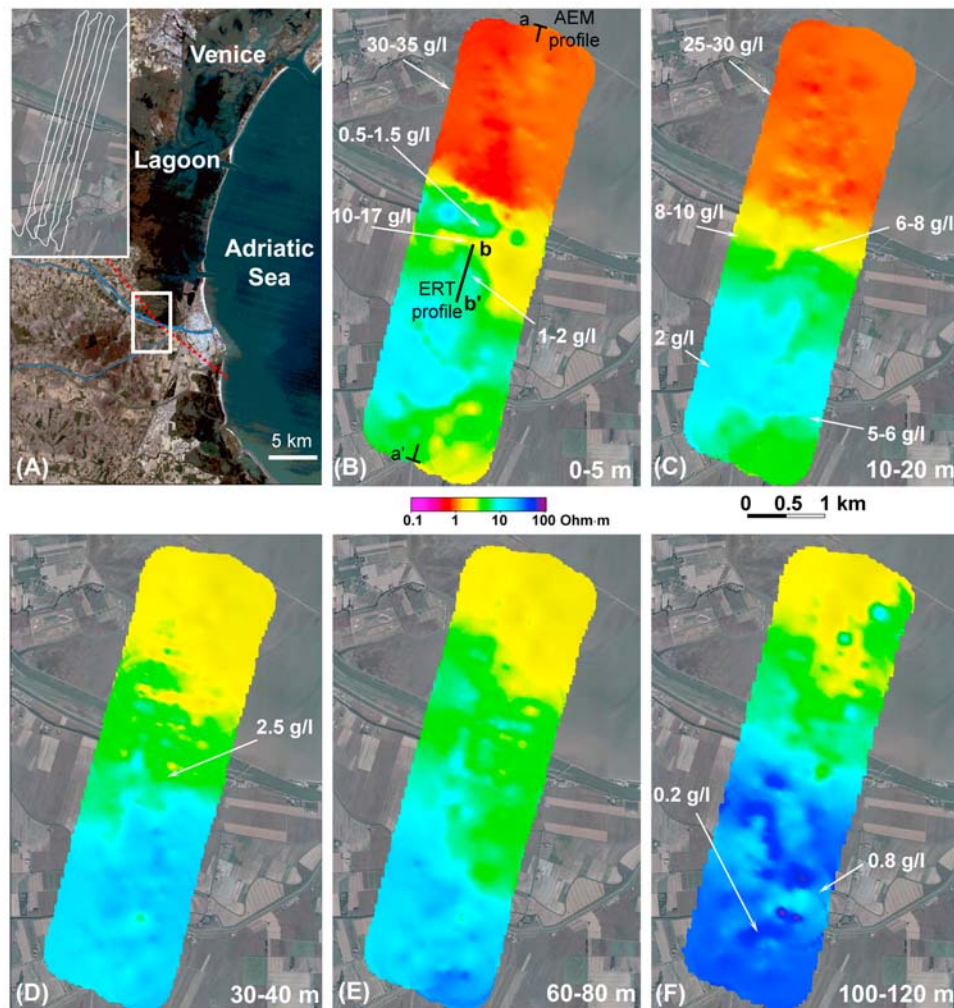 Venice
Lagoon
Adriatic
Sea
5 km
(A)
a
AEM
profile
30-35 g/l
0.5-1.5 g/l
10-17 g/l
b
ERT
profile
b'
1-2 g/l
a'
(B)
0-5 m
25-30 g/l
8-10 g/l
6-8 g/l
2 g/l
5-6 g/l
(C)
10-20 m
0.1 1 10 100 Ohm·m
0 0.5 1 km
2.5 g/l
(D)
30-40 m
(E)
60-80 m
0.2 g/l
0.8 g/l
(F)
100-120 m